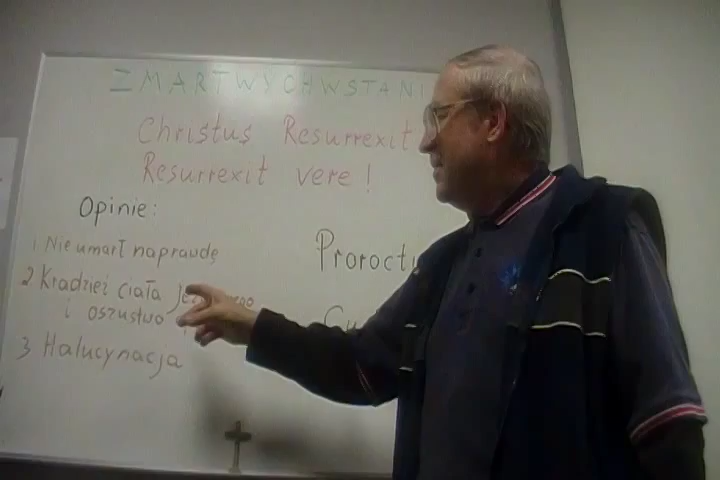 ZMARTWYCHWSTANI
Christus Resurrexit
Resurrexit vere!
Opinie:
1 Nie umarł naprawdę
2 Kradzież ciała
i oszustwo
3 Halucynacja
Proroct